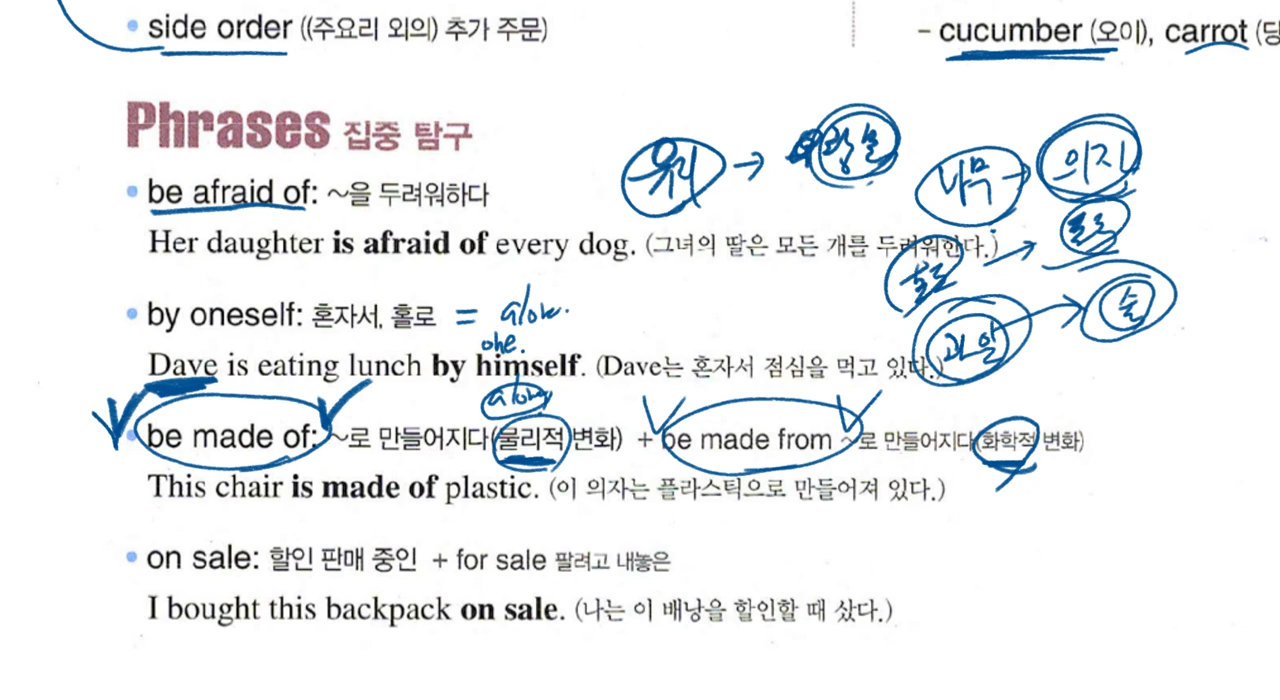 • side order ((주요리 외의) 추가 주문)
– cucumber (오이), carrot (당
Phrases 집중 탐구
유리 →
나무 → 의자
• be afraid of: ~을 두려워하다
Her daughter is afraid of every dog. (그녀의 딸은 모든 개를 두려워한다.)
포도 →
• by oneself: 혼자서, 홀로 = alone.
과일 → 술
one.
Dave is eating lunch by himself. (Dave는 혼자서 점심을 먹고 있다.)
alone
• be made of: ~로 만들어지다(물리적 변화) + be made from ~로 만들어지다(화학적 변화)
This chair is made of plastic. (이 의자는 플라스틱으로 만들어져 있다.)
• on sale: 할인 판매 중인 + for sale 팔려고 내놓은
I bought this backpack on sale. (나는 이 배낭을 할인할 때 샀다.)